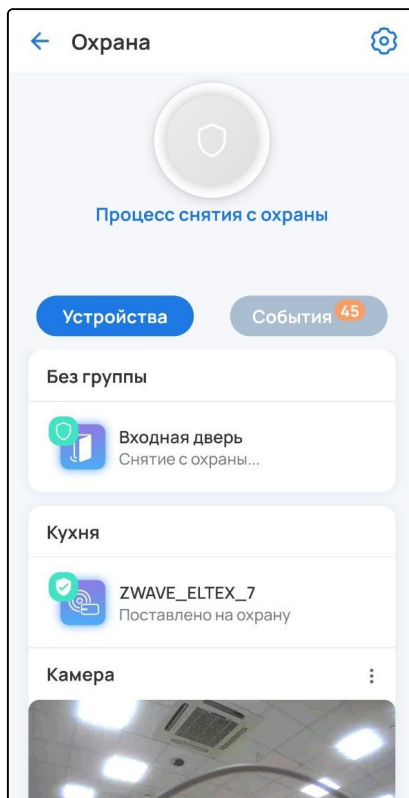 Охрана
Процесс снятия с охраны
Устройства
События 45
Без группы
Входная дверь
Снятие с охраны...
Кухня
ZWAVE_ELTEX_7
Поставлено на охрану
Камера